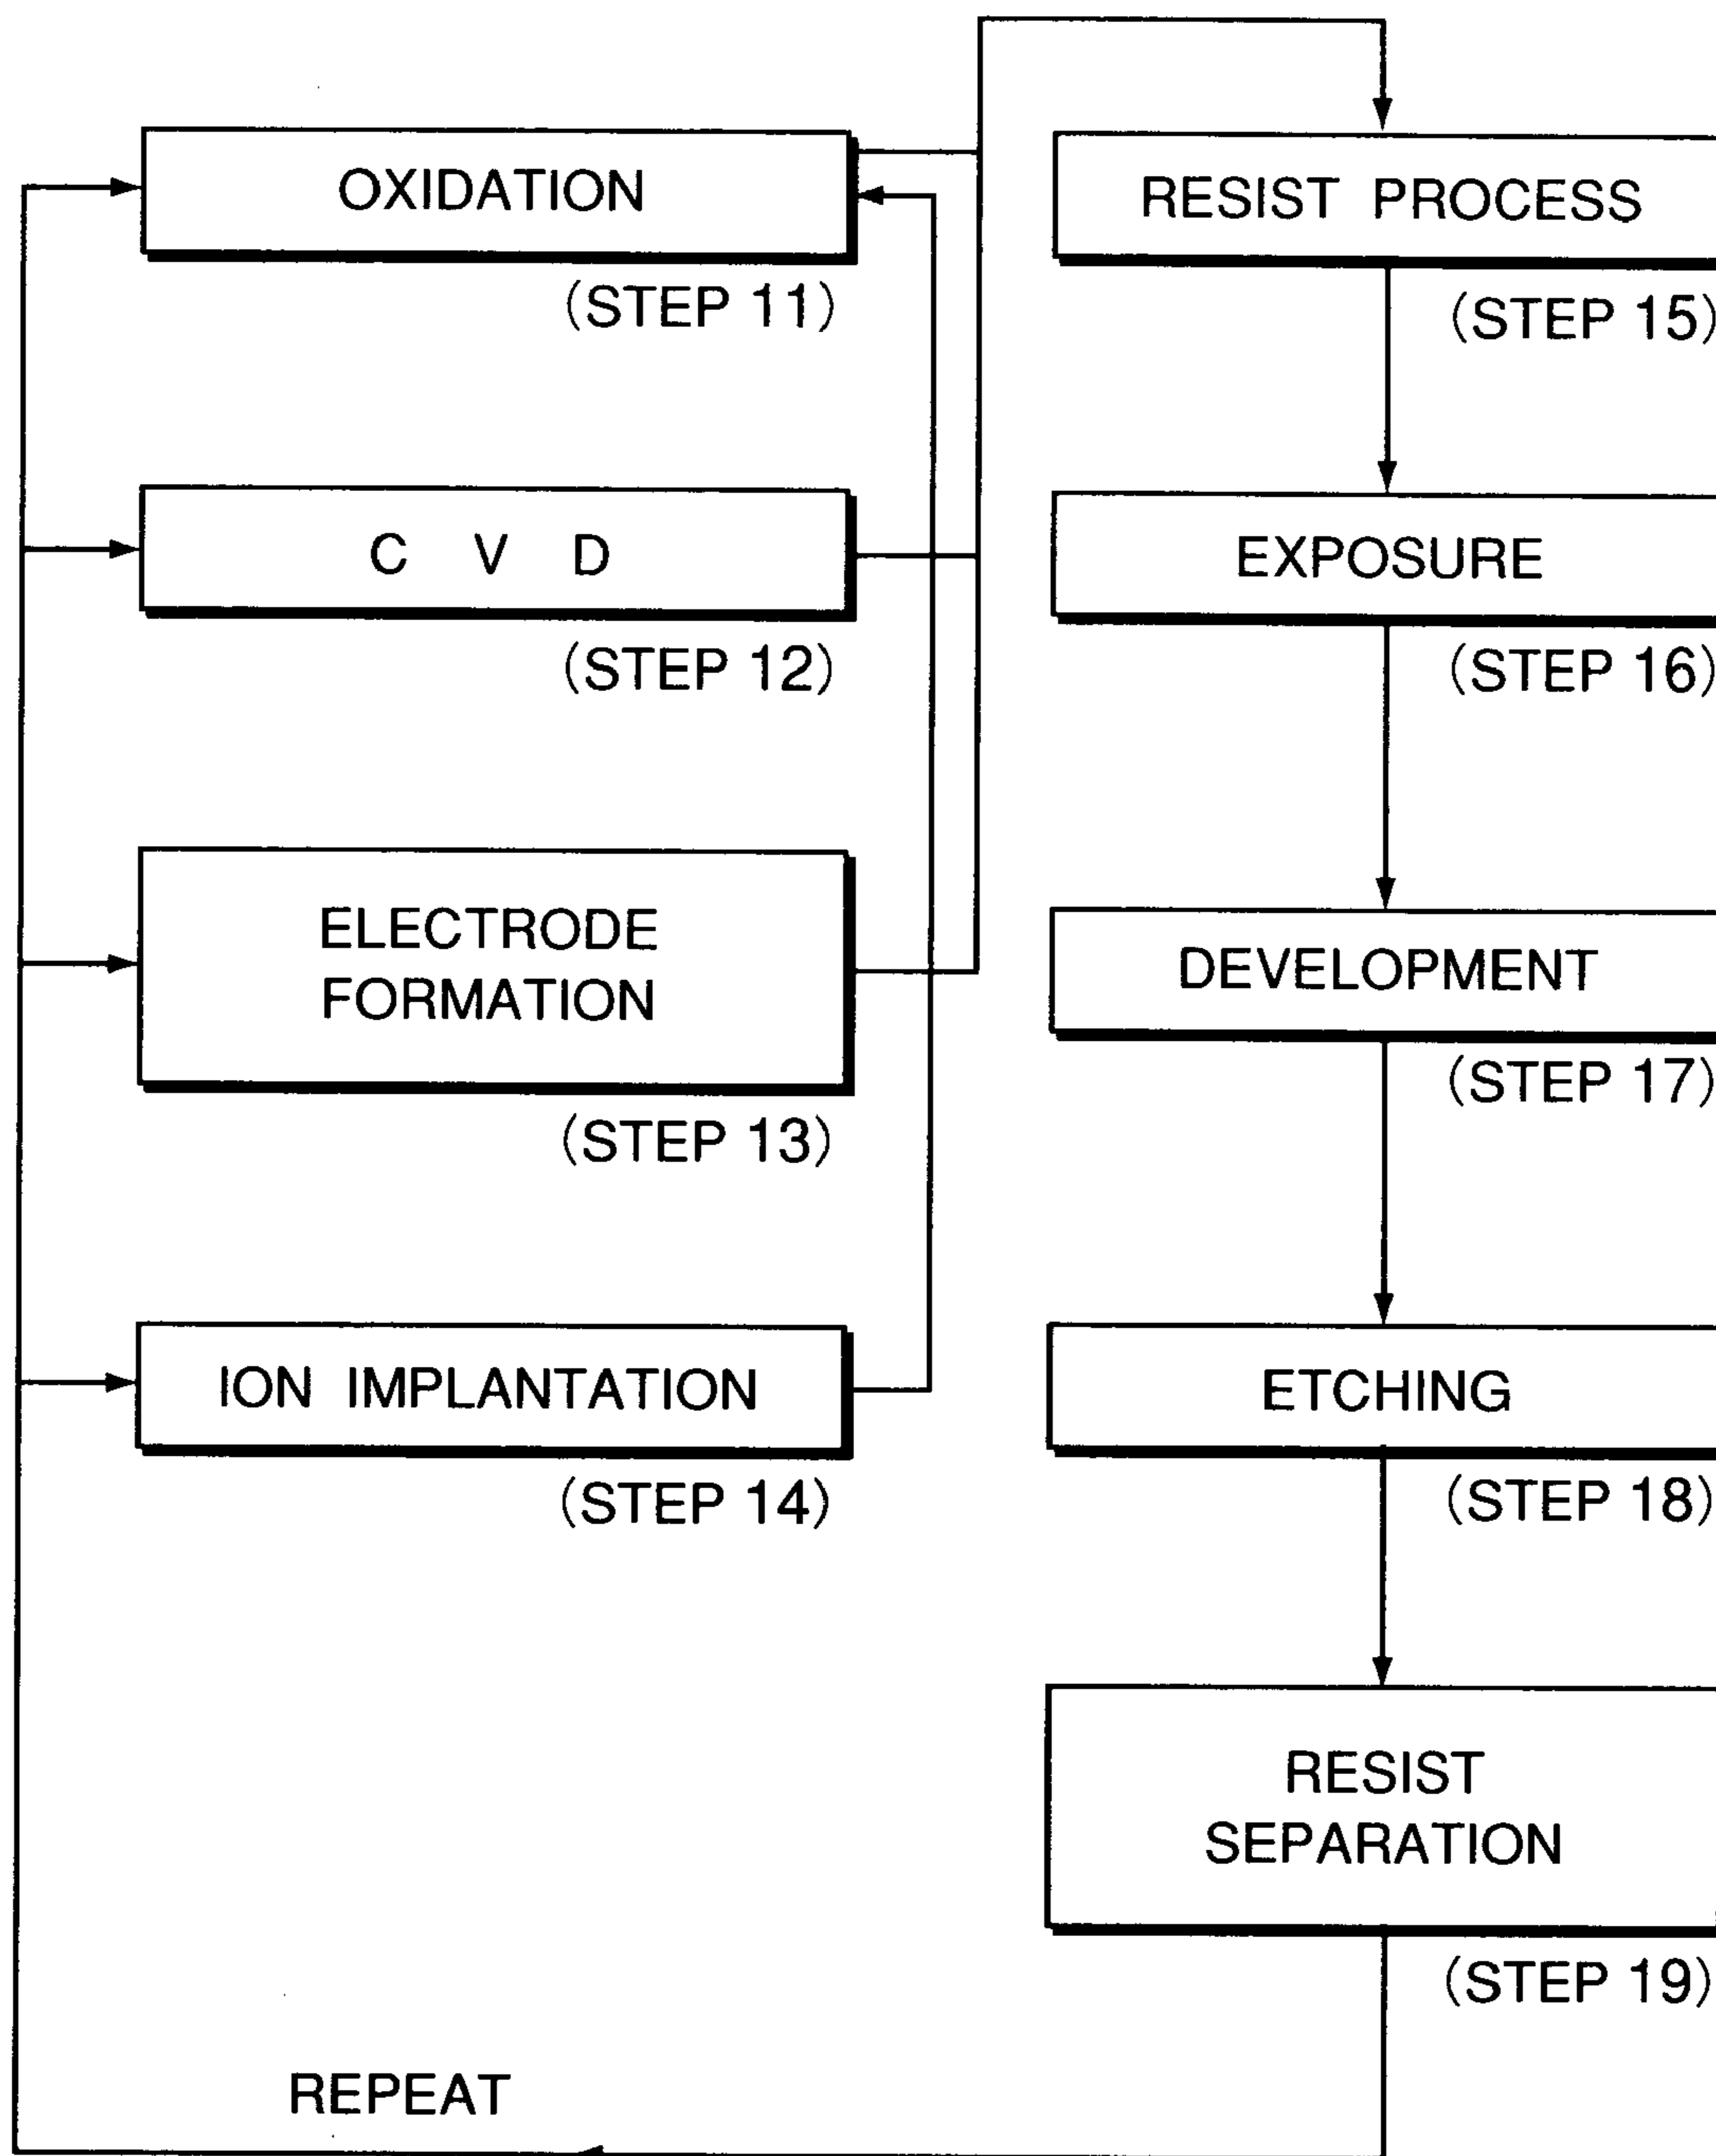 OXIDATION
(STEP 11)
C V D
(STEP 12)
ELECTRODE
FORMATION
(STEP 13)
ION IMPLANTATION
(STEP 14)
RESIST PROCESS
(STEP 15)
EXPOSURE
(STEP 16)
DEVELOPMENT
(STEP 17)
ETCHING
(STEP 18)
RESIST
SEPARATION
(STEP 19)
REPEAT